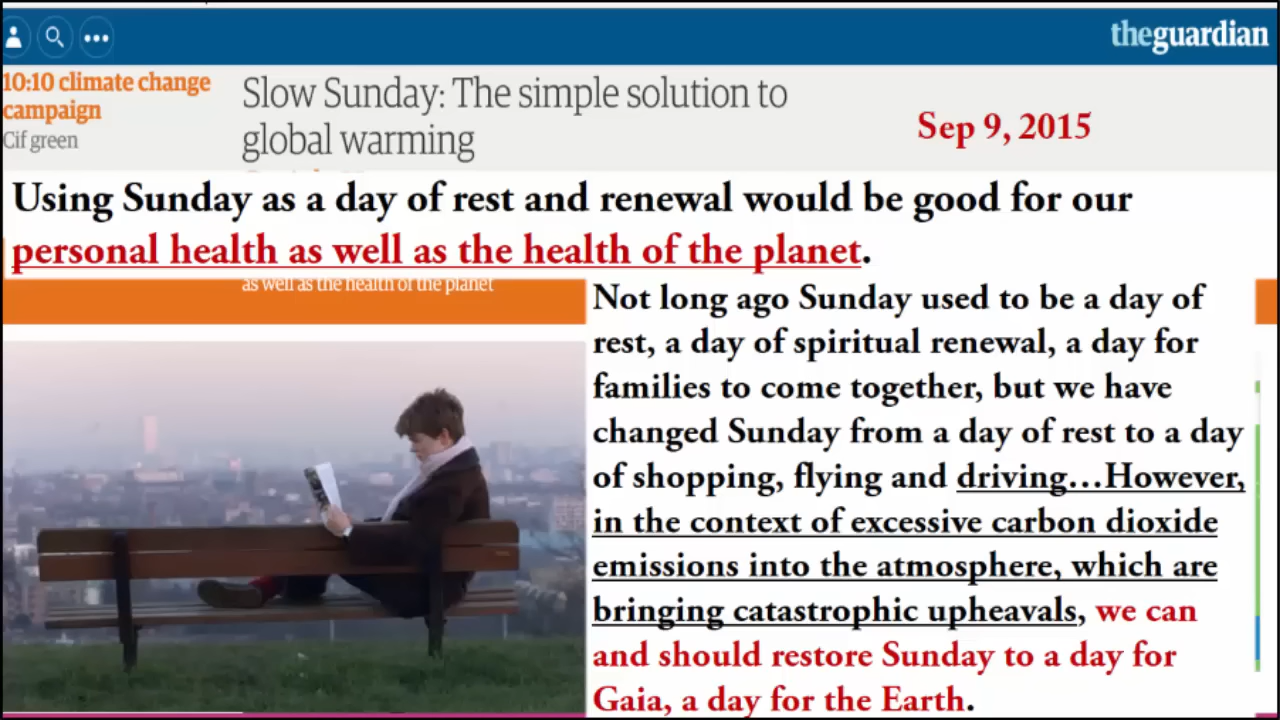 theguardian
10:10 climate change
campaign
Cif green
Slow Sunday: The simple solution to
global warming
Sep 9, 2015
Using Sunday as a day of rest and renewal would be good for our
personal health as well as the health of the planet.
as well as the health of the planet
Not long ago Sunday used to be a day of
rest, a day of spiritual renewal, a day for
families to come together, but we have
changed Sunday from a day of rest to a day
of shopping, flying and driving...However,
in the context of excessive carbon dioxide
emissions into the atmosphere, which are
bringing catastrophic upheavals, we can
and should restore Sunday to a day for
Gaia, a day for the Earth.